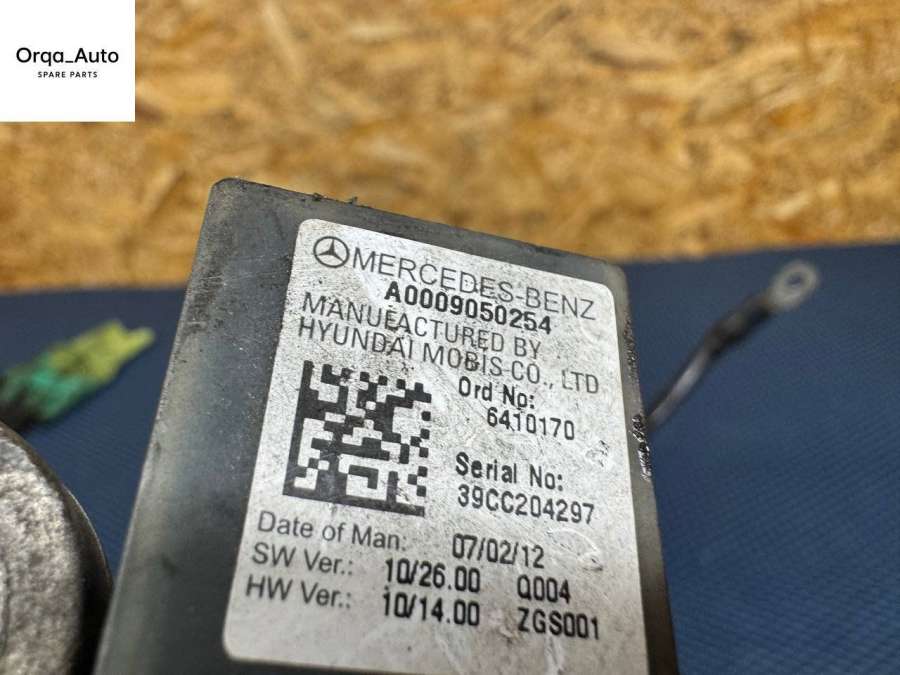 Orqa_Auto
SPARE PARTS
MERCEDES-BENZ
A0009050254
MANUFACTURED BY
HYUNDAI MOBIS CO., LTD
Ord No:
6410170
Serial No:
39CC204297
Date of Man: 07/02/12
SW Ver.: 10/26.00 Q004
HW Ver.: 10/14.00 ZGS001